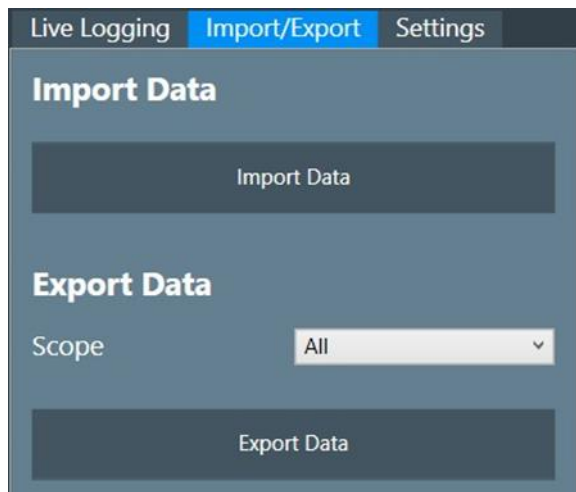 Live Logging Import/Export Settings
Import Data
Import Data
Export Data
Scope All
Export Data